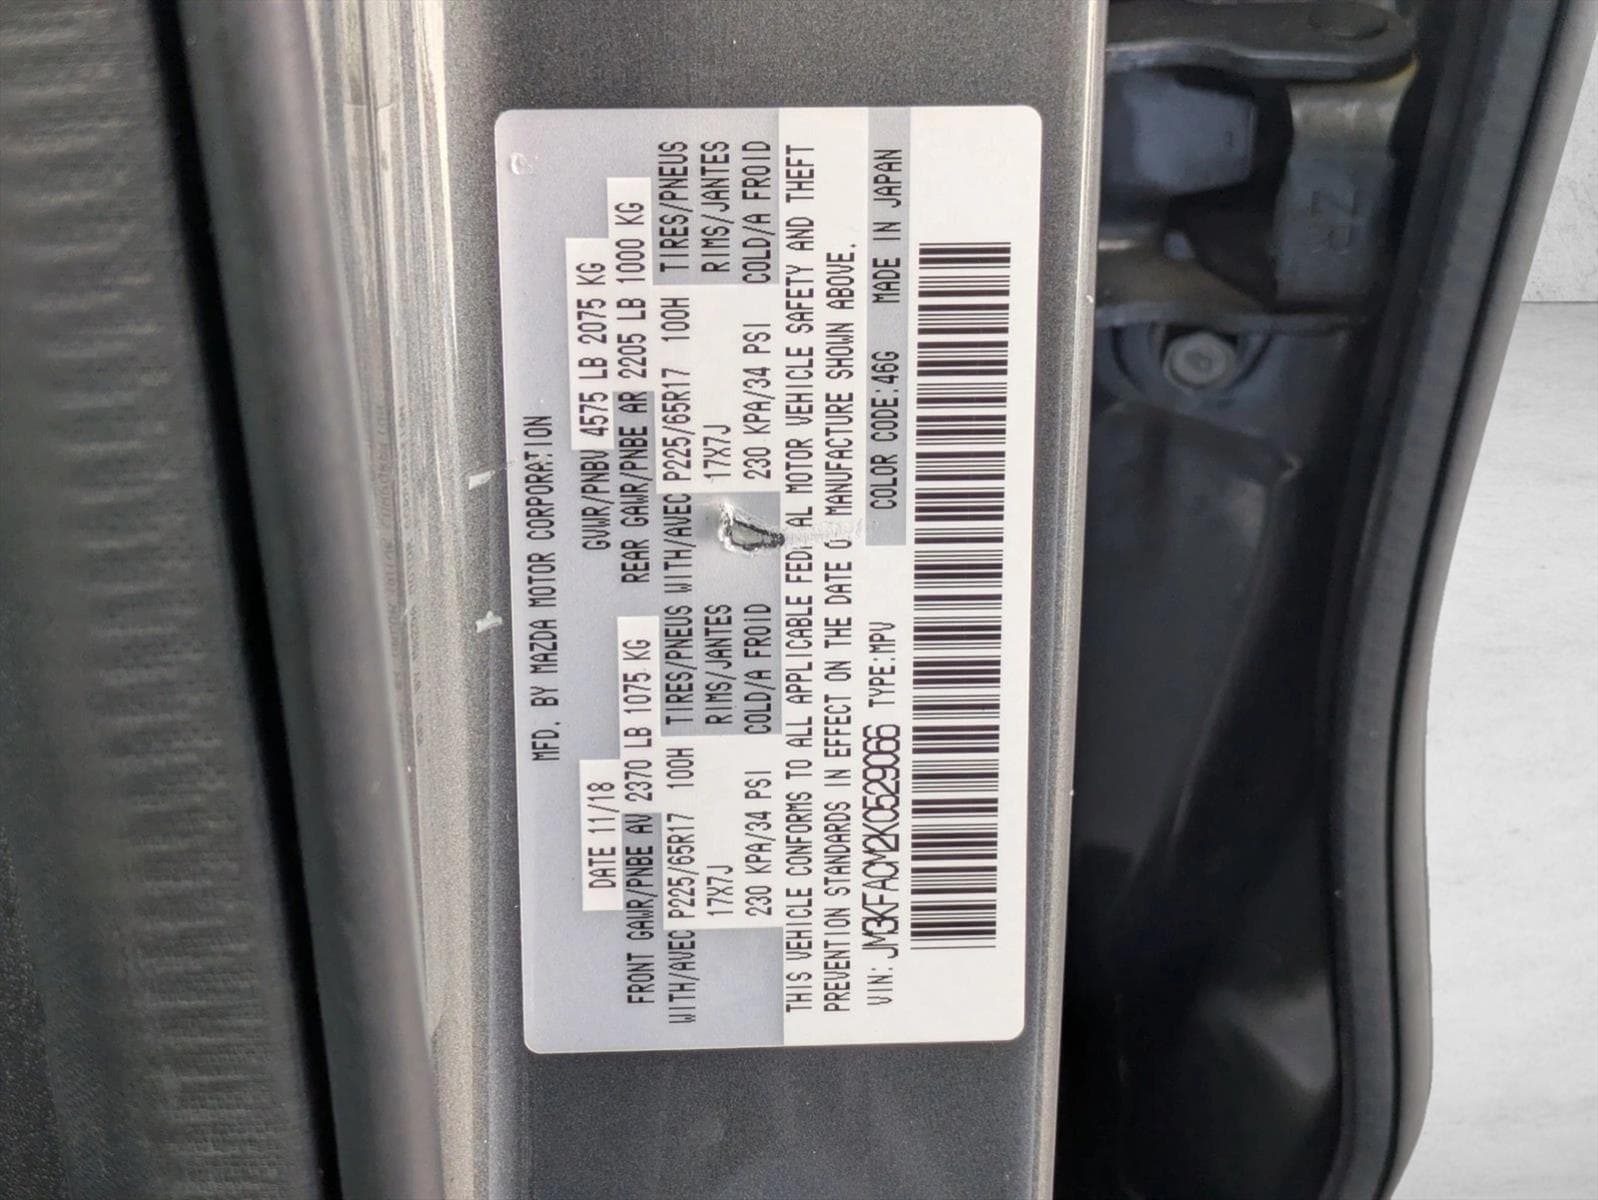 MFD. BY MAZDA MOTOR CORPORATION
DATE 11/18 GVWR/PNBV 4575 LB 2075 KG
FRONT GAWR/PNBE AV 2370 LB 1075 KG REAR GAWR/PNBE AR 2205 LB 1000 KG
WITH/AVEC P225/65R17 100H TIRES/PNEUS WITH/AVEC P225/65R17 100H TIRES/PNEUS
17X7J RIMS/JANTES 17X7J RIMS/JANTES
230 KPA/34 PSI COLD/A FROID 230 KPA/34 PSI COLD/A FROID
THIS VEHICLE CONFORMS TO ALL APPLICABLE MOTOR VEHICLE SAFETY AND THEFT
PREVENTION STANDARDS IN EFFECT ON THE DATE MANUFACTURE SHOWN ABOVE.
VIN: JM3KFACM2K0529066 TYPE:MPV COLOR CODE:46G MADE IN JAPAN